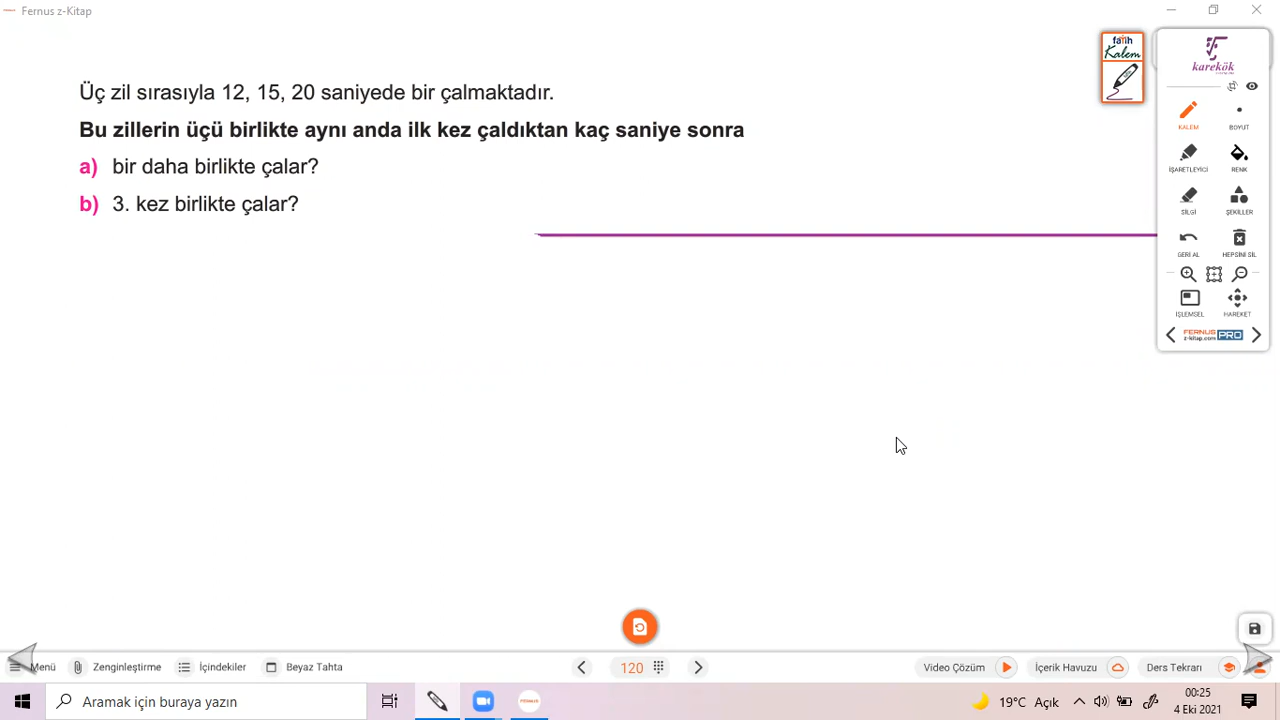 Fernus z-Kitap
fatih
Kalem
karekök
Üç zil sırasıyla 12, 15, 20 saniyede bir çalmaktadır.
Bu zillerin üçü birlikte aynı anda ilk kez çaldıktan kaç saniye sonra
a) bir daha birlikte çalar?
b) 3. kez birlikte çalar?
KALEM
BOYUT
İŞARETLEYİCİ
RENK
SİLGİ
ŞEKİLLER
GERİ AL
HEPSİNİ SİL
İŞLEMSEL
HAREKET
FERNUS
z-kitap.com PRO
Menü
Zenginleştirme
İçindekiler
Beyaz Tahta
120
Video Çözüm
İçerik Havuzu
Ders Tekrarı
Aramak için buraya yazın
FERNUS
19°C Açık
00:25
4 Eki 2021